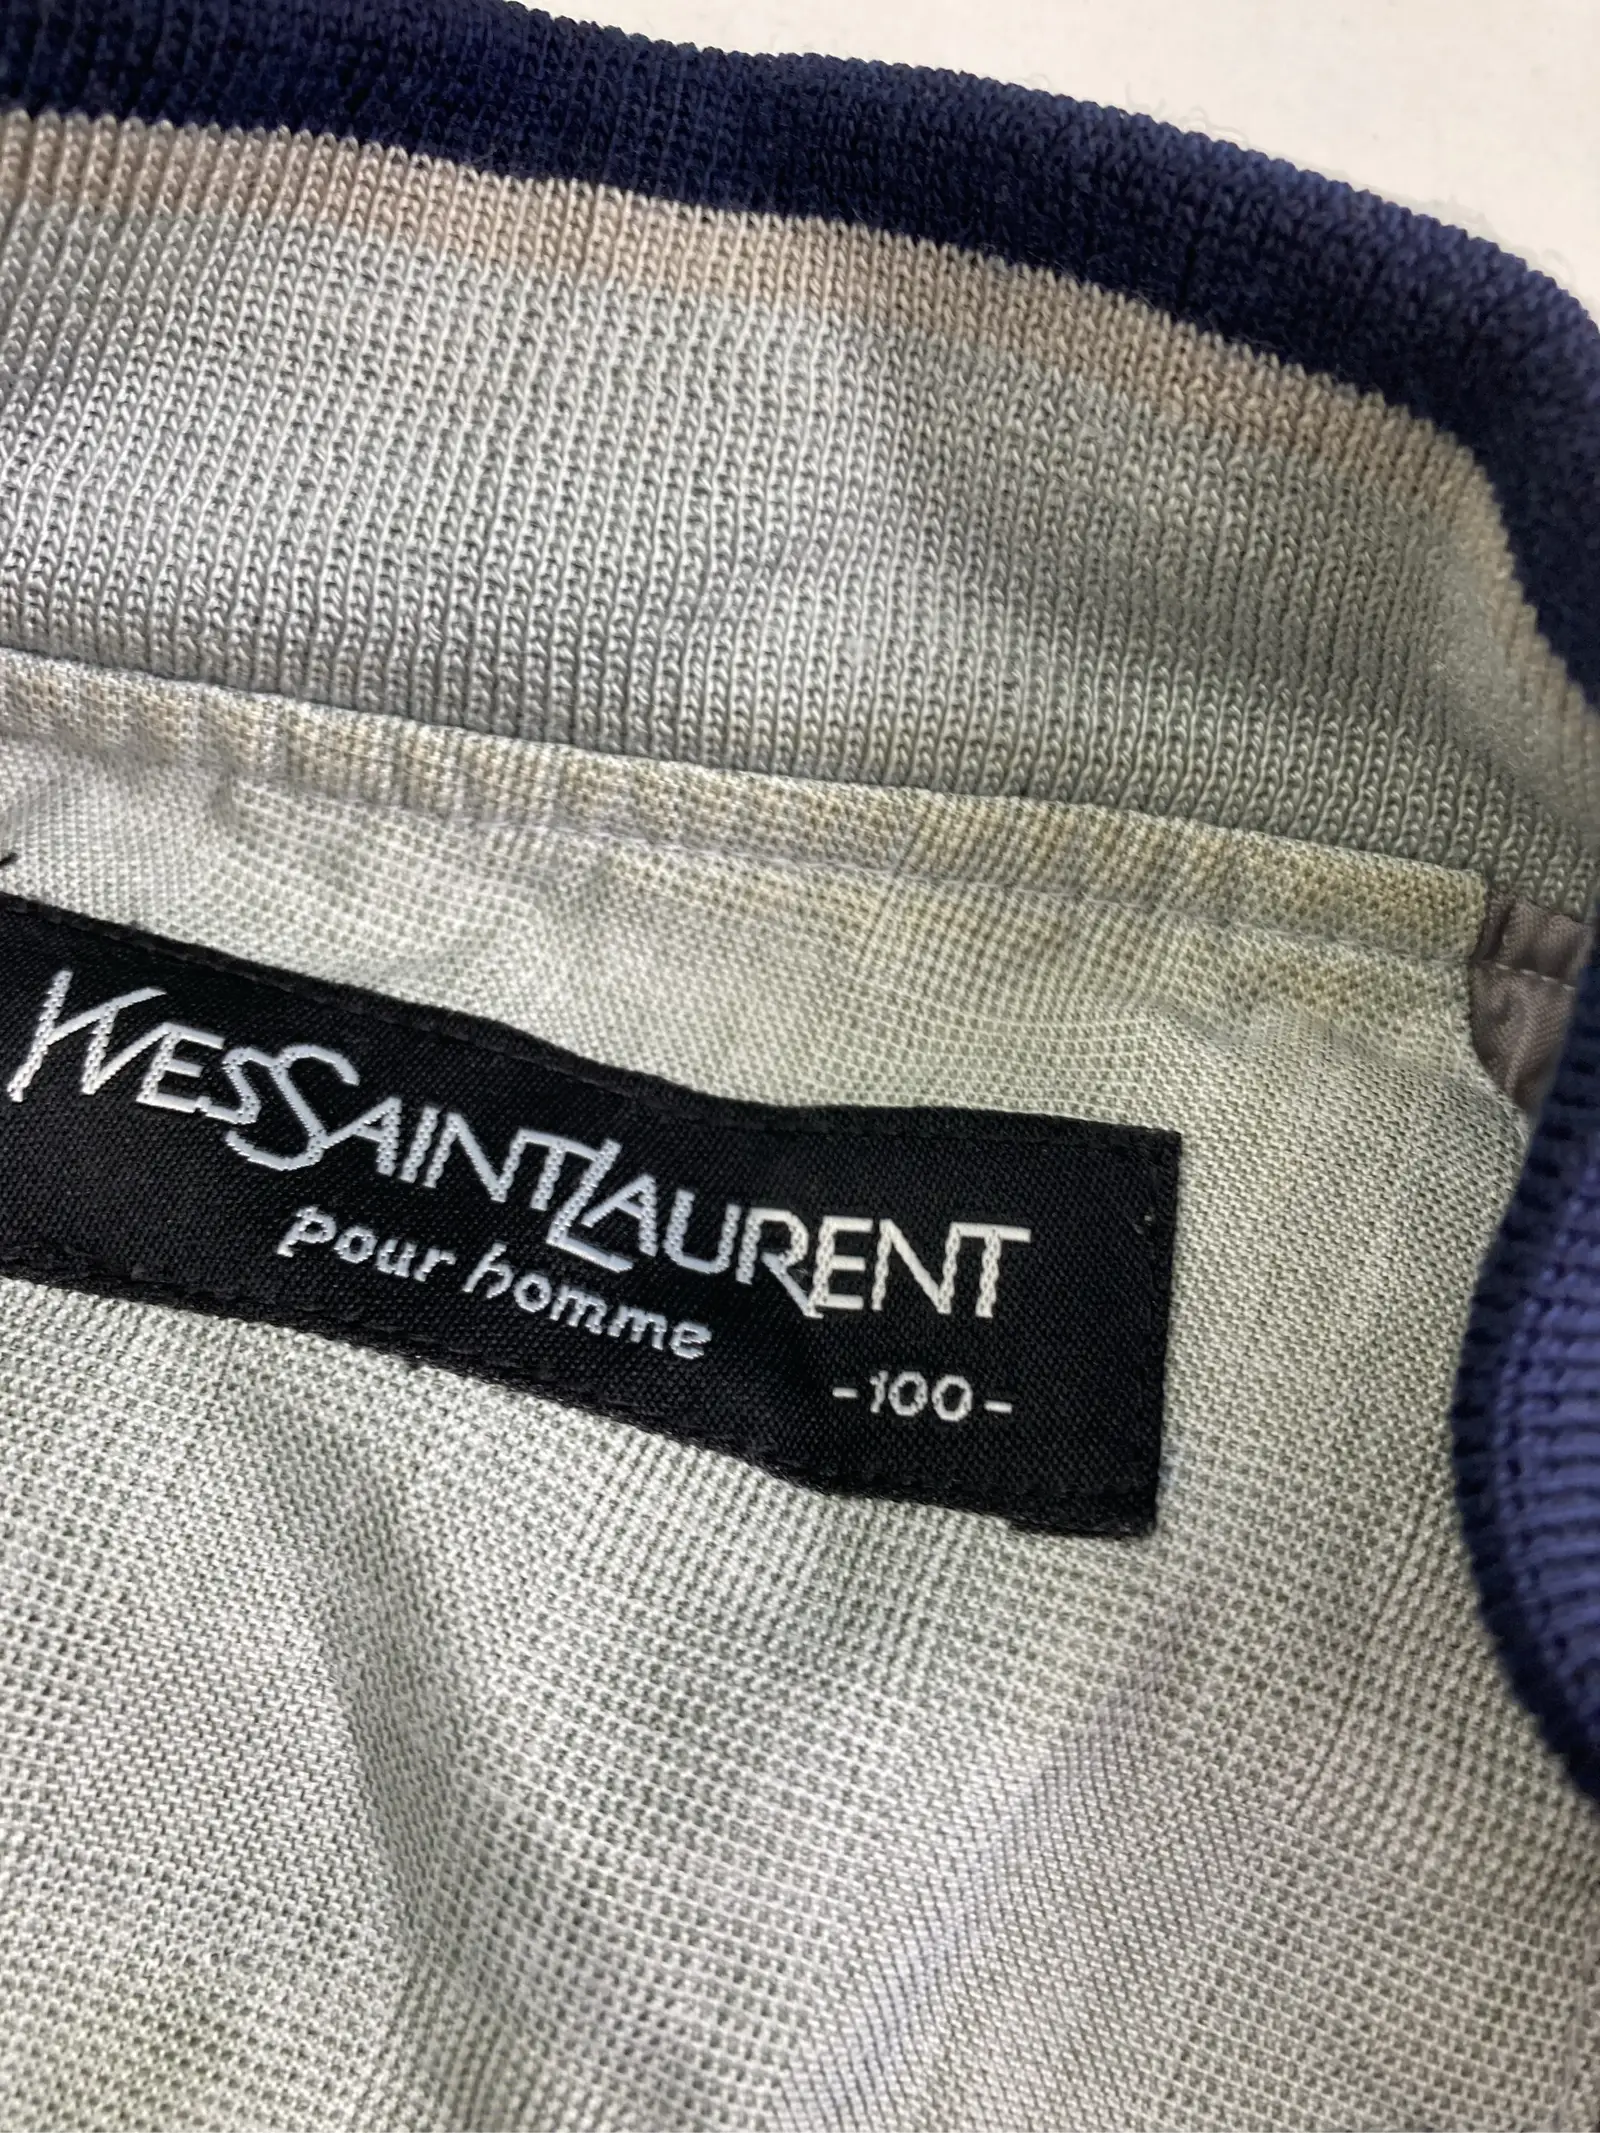 YVESSAINTLAURENT
pour homme
-100-